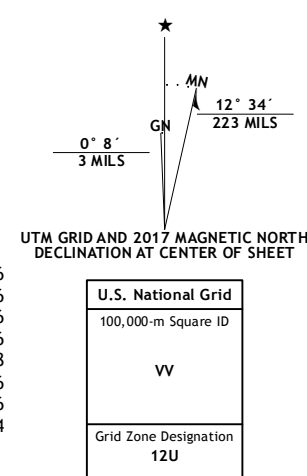 ★
MN
12° 34´
223 MILS
GN
0° 8´
3 MILS
UTM GRID AND 2017 MAGNETIC NORTH
DECLINATION AT CENTER OF SHEET
U.S. National Grid
100,000-m Square ID
VV
Grid Zone Designation
12U